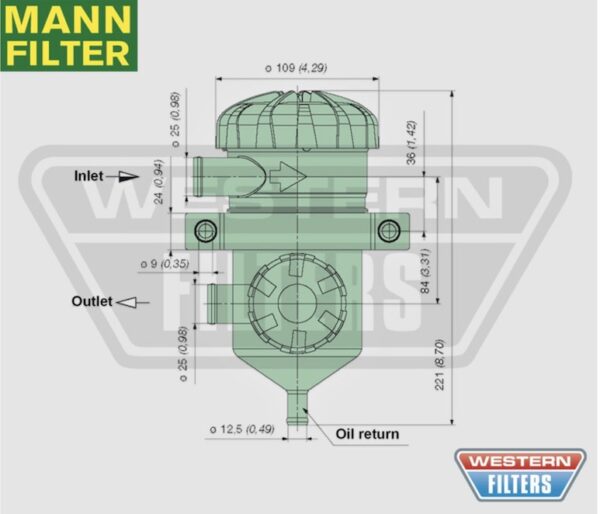 MANN
FILTER
ø 109 (4,29)
ø 25 (0,98)
36 (1,42)
Inlet
24 (0,94)
WESTERN
FILTERS
ø 9 (0,35)
84 (3,31)
Outlet
ø 25 (0,98)
221 (8,70)
ø 12,5 (0,49)
Oil return
WESTERN
FILTERS